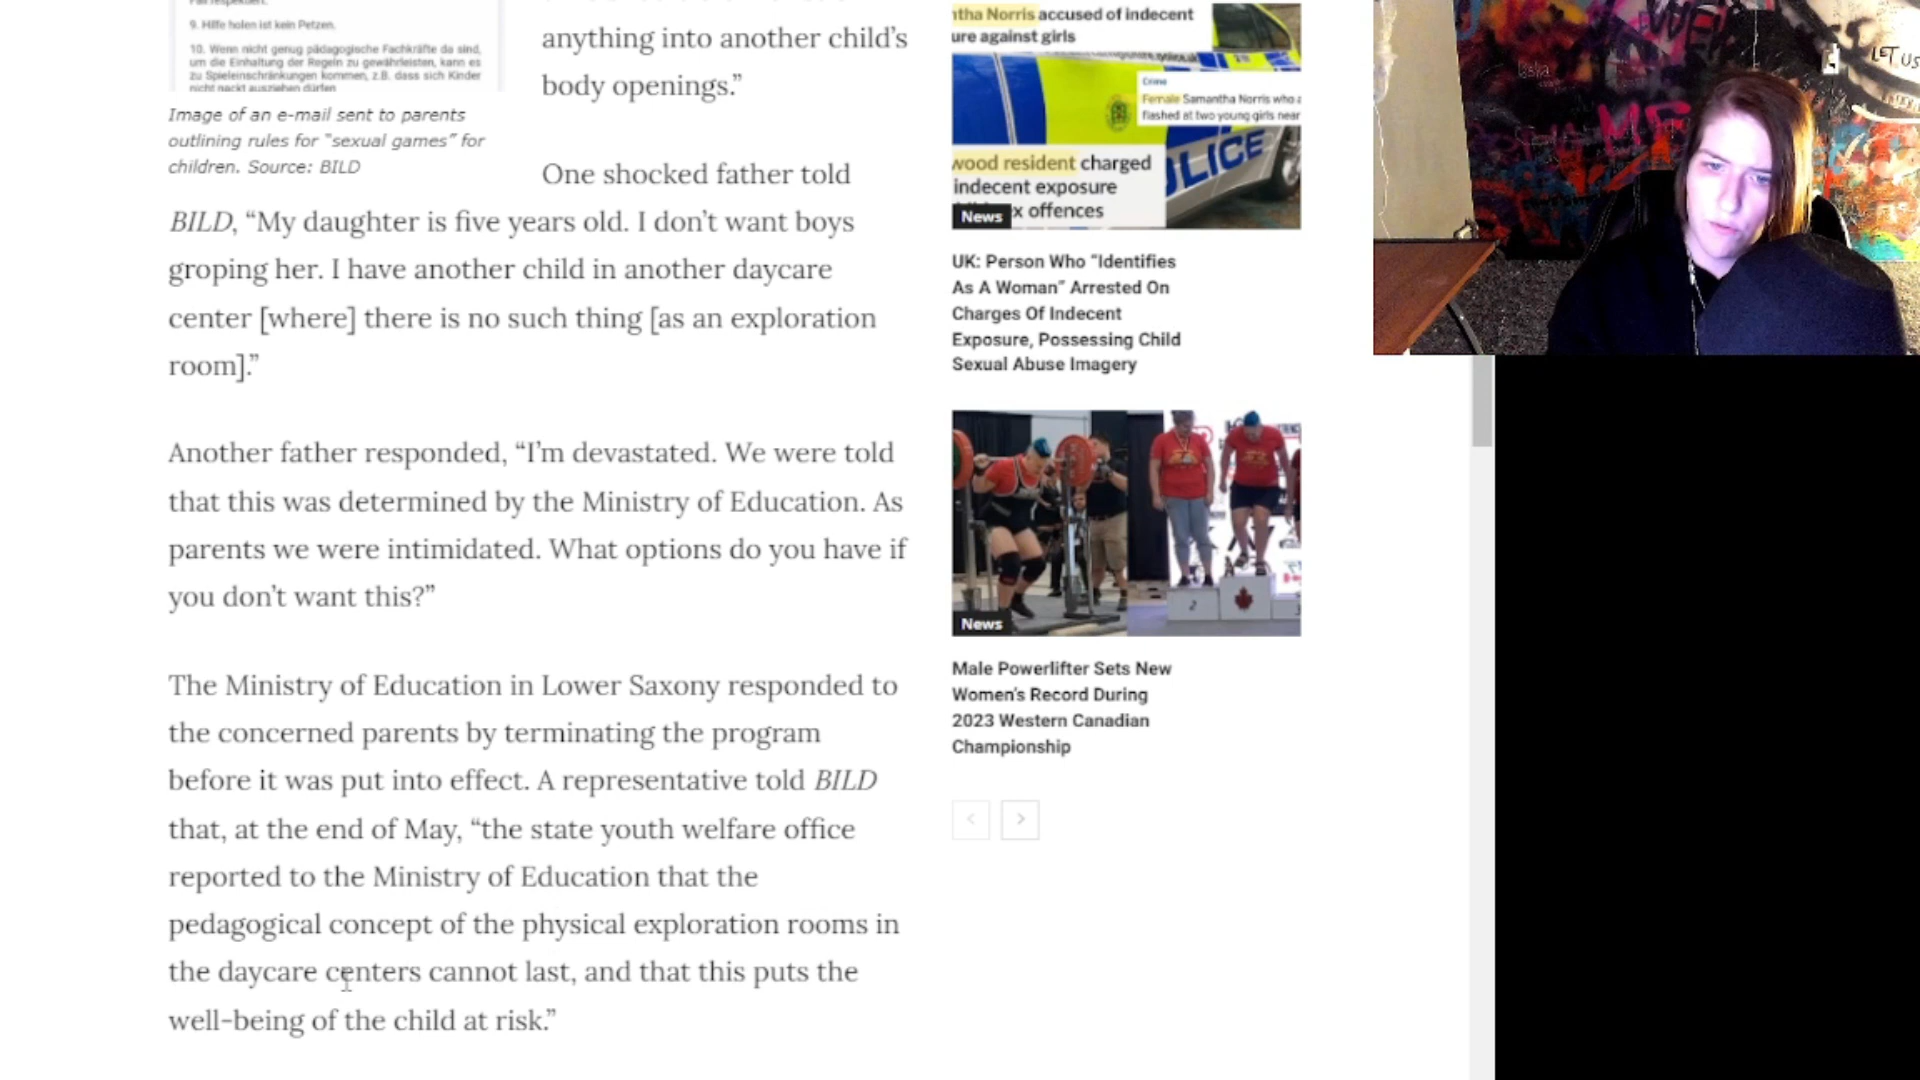 9. Hilfe holen ist kein Petzen.
10. Wenn nicht genug pädagogische Fachkräfte da sind,
um die Einhaltung der Regeln zu gewährleisten, kann es
zu Spieleinschränkungen kommen, z.B. dass sich Kinder
nicht nackt ausziehen dürfen
Image of an e-mail sent to parents
outlining rules for “sexual games” for
children. Source: BILD
anything into another child’s
body openings.”
One shocked father told
BILD, “My daughter is five years old. I don’t want boys
groping her. I have another child in another daycare
center [where] there is no such thing [as an exploration
room].”
Another father responded, “I’m devastated. We were told
that this was determined by the Ministry of Education. As
parents we were intimidated. What options do you have if
you don’t want this?”
The Ministry of Education in Lower Saxony responded to
the concerned parents by terminating the program
before it was put into effect. A representative told BILD
that, at the end of May, “the state youth welfare office
reported to the Ministry of Education that the
pedagogical concept of the physical exploration rooms in
the daycare centers cannot last, and that this puts the
well-being of the child at risk.”
ntha Norris accused of indecent
ure against girls
Crime
Female Samantha Norris who a
flashed at two young girls near
LICE
wood resident charged
indecent exposure
x offences
News
UK: Person Who “Identifies
As A Woman” Arrested On
Charges Of Indecent
Exposure, Possessing Child
Sexual Abuse Imagery
2
News
Male Powerlifter Sets New
Women’s Record During
2023 Western Canadian
Championship
<
>
LET US